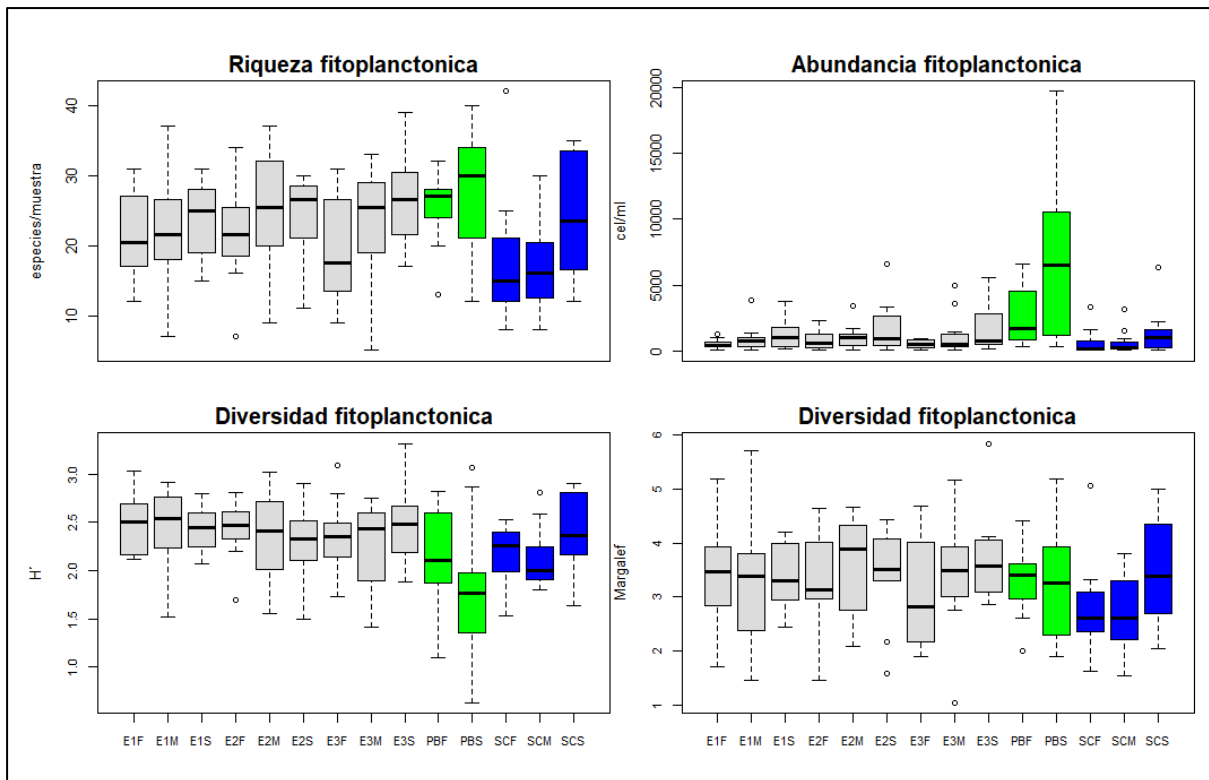 Riqueza fitoplanctonica
especies/muestra
40
30
20
10
Abundancia fitoplanctonica
cel/ml
20000
15000
10000
5000
0
Diversidad fitoplanctonica
H´
3.0
2.5
2.0
1.5
1.0
E1F E1M E1S E2F E2M E2S E3F E3M E3S PBF PBS SCF SCM SCS
Diversidad fitoplanctonica
Margalef
6
5
4
3
2
1
E1F E1M E1S E2F E2M E2S E3F E3M E3S PBF PBS SCF SCM SCS